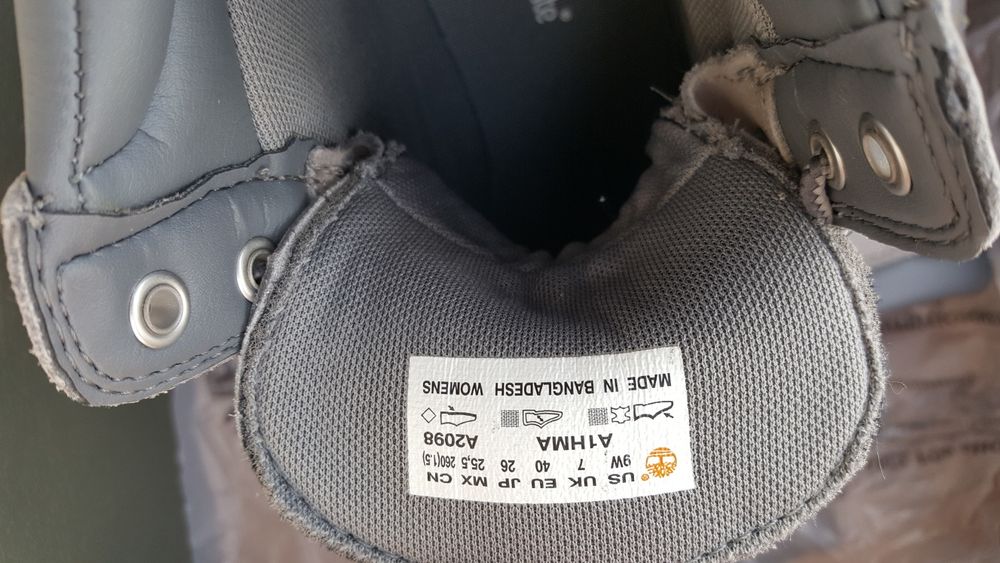 US UK EU JP MX CN
9W 7 40 26 25,5 260(1.5)
A1HMA A2098
MADE IN BANGLADESH WOMENS